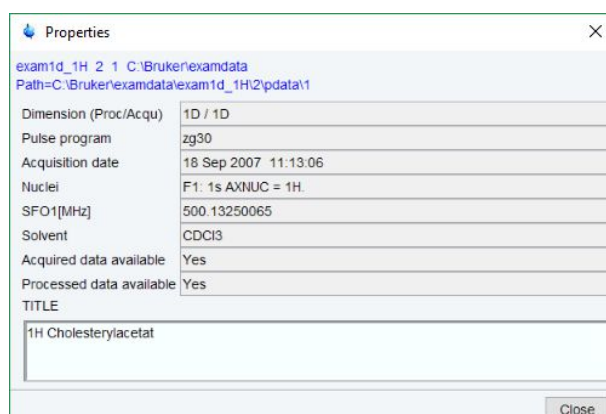 Properties
exam1d_1H 2 1 C:\Bruker\examdata
Path=C:\Bruker\examdata\exam1d_1H\2\pdata\1
Dimension (Proc/Acqu) 1D / 1D
Pulse program zg30
Acquisition date 18 Sep 2007 11:13:06
Nuclei F1: 1s AXNUC = 1H.
SFO1[MHz] 500.13250065
Solvent CDCl3
Acquired data available Yes
Processed data available Yes
TITLE
1H Cholesterylacetat
Close